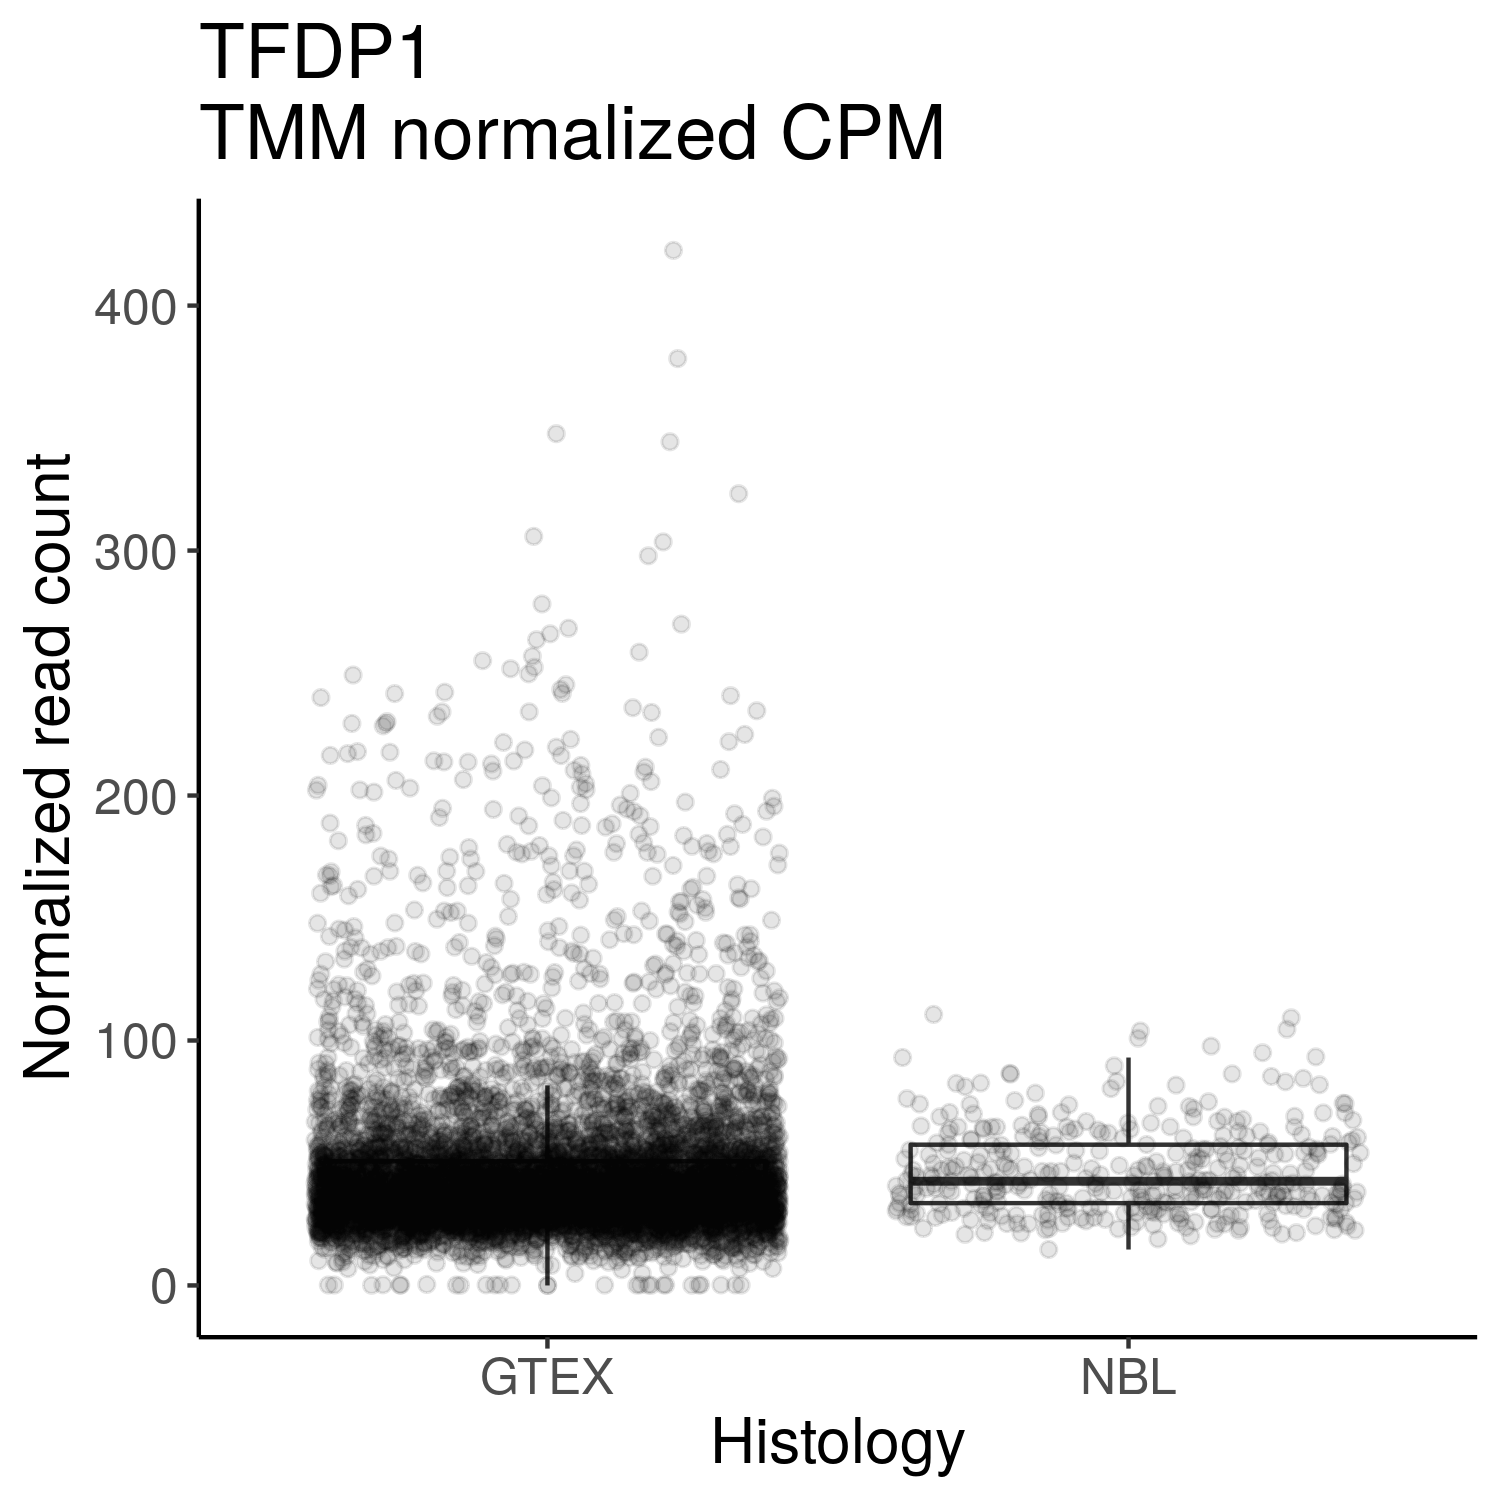 TFDP1
TMM normalized CPM
Normalized read count
400
300
200
100
0
GTEX
NBL
Histology